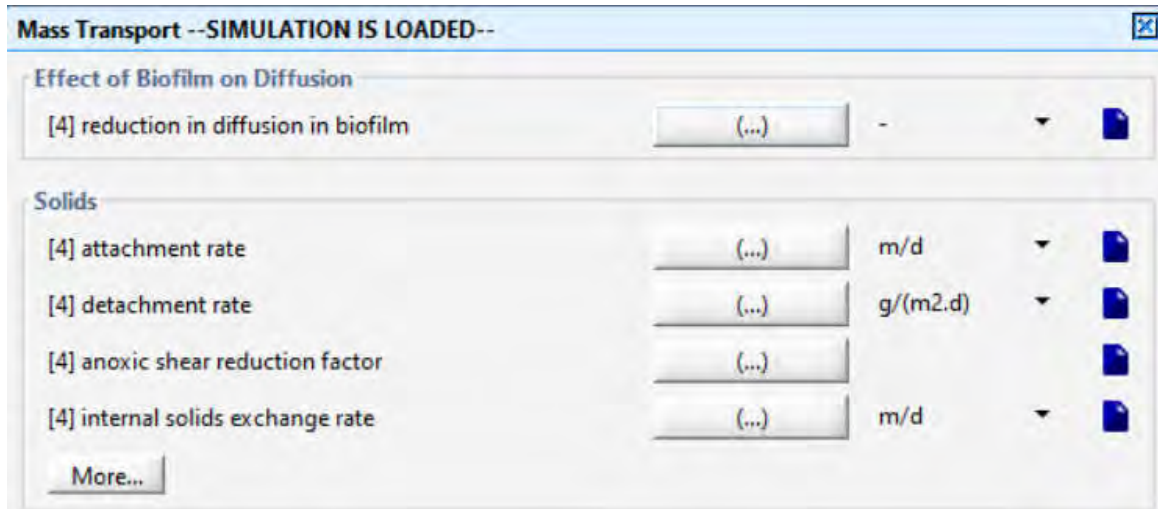 Mass Transport --SIMULATION IS LOADED--
Effect of Biofilm on Diffusion
[4] reduction in diffusion in biofilm (...) -
Solids
[4] attachment rate (...) m/d
[4] detachment rate (...) g/(m2.d)
[4] anoxic shear reduction factor (...)
[4] internal solids exchange rate (...) m/d
More...